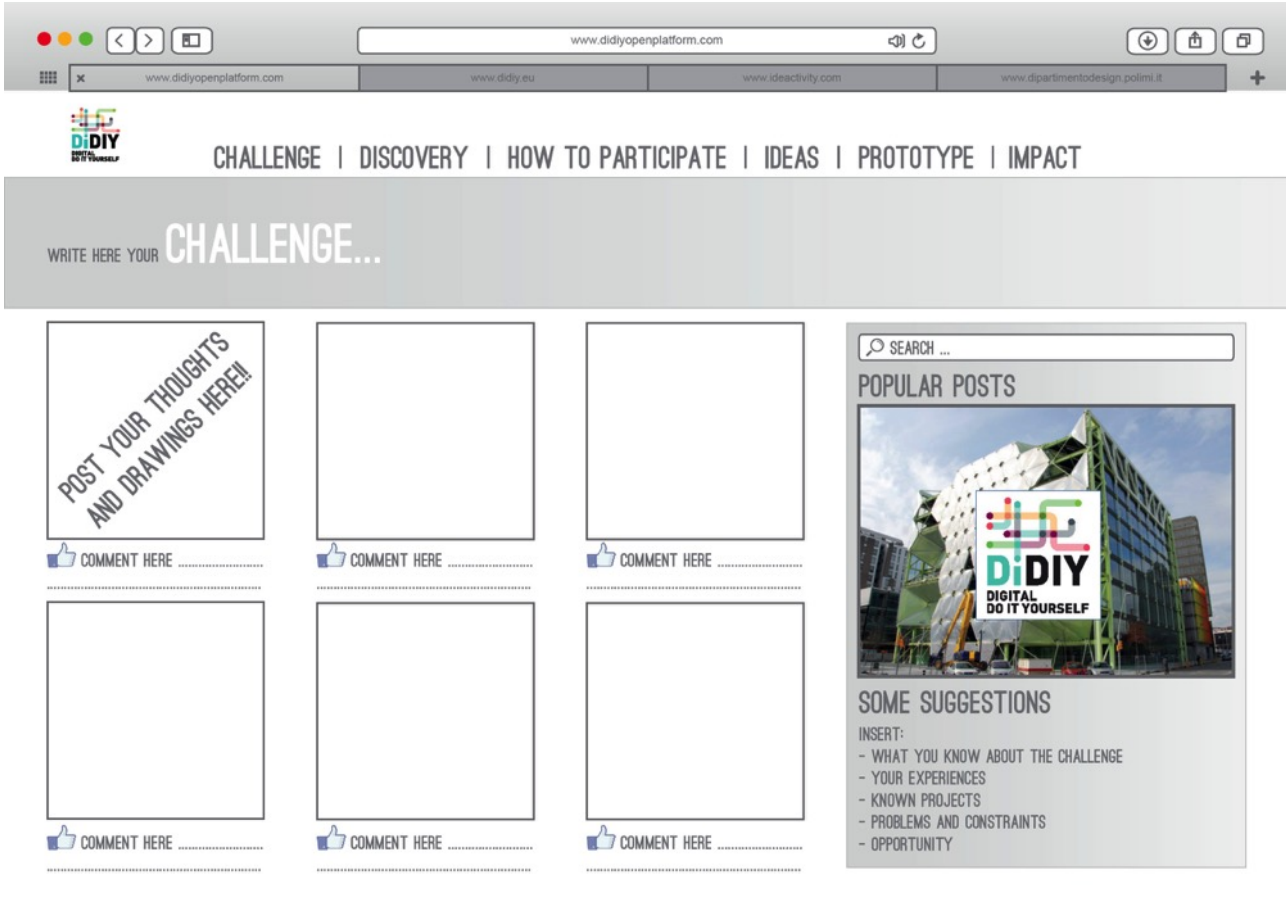 www.didiyopenplatform.com
www.didiyopenplatform.com
www.didiy.eu
www.ideactivity.com
www.dipartimentodesign.polimi.it
DiDIY
DIGITAL
DO IT YOURSELF
CHALLENGE | DISCOVERY | HOW TO PARTICIPATE | IDEAS | PROTOTYPE | IMPACT
WRITE HERE YOUR CHALLENGE...
POST YOUR THOUGHTS
AND DRAWINGS HERE!!
COMMENT HERE
COMMENT HERE
COMMENT HERE
COMMENT HERE
COMMENT HERE
COMMENT HERE
SEARCH ...
POPULAR POSTS
DiDIY
DIGITAL
DO IT YOURSELF
SOME SUGGESTIONS
INSERT:
- WHAT YOU KNOW ABOUT THE CHALLENGE
- YOUR EXPERIENCES
- KNOWN PROJECTS
- PROBLEMS AND CONSTRAINTS
- OPPORTUNITY